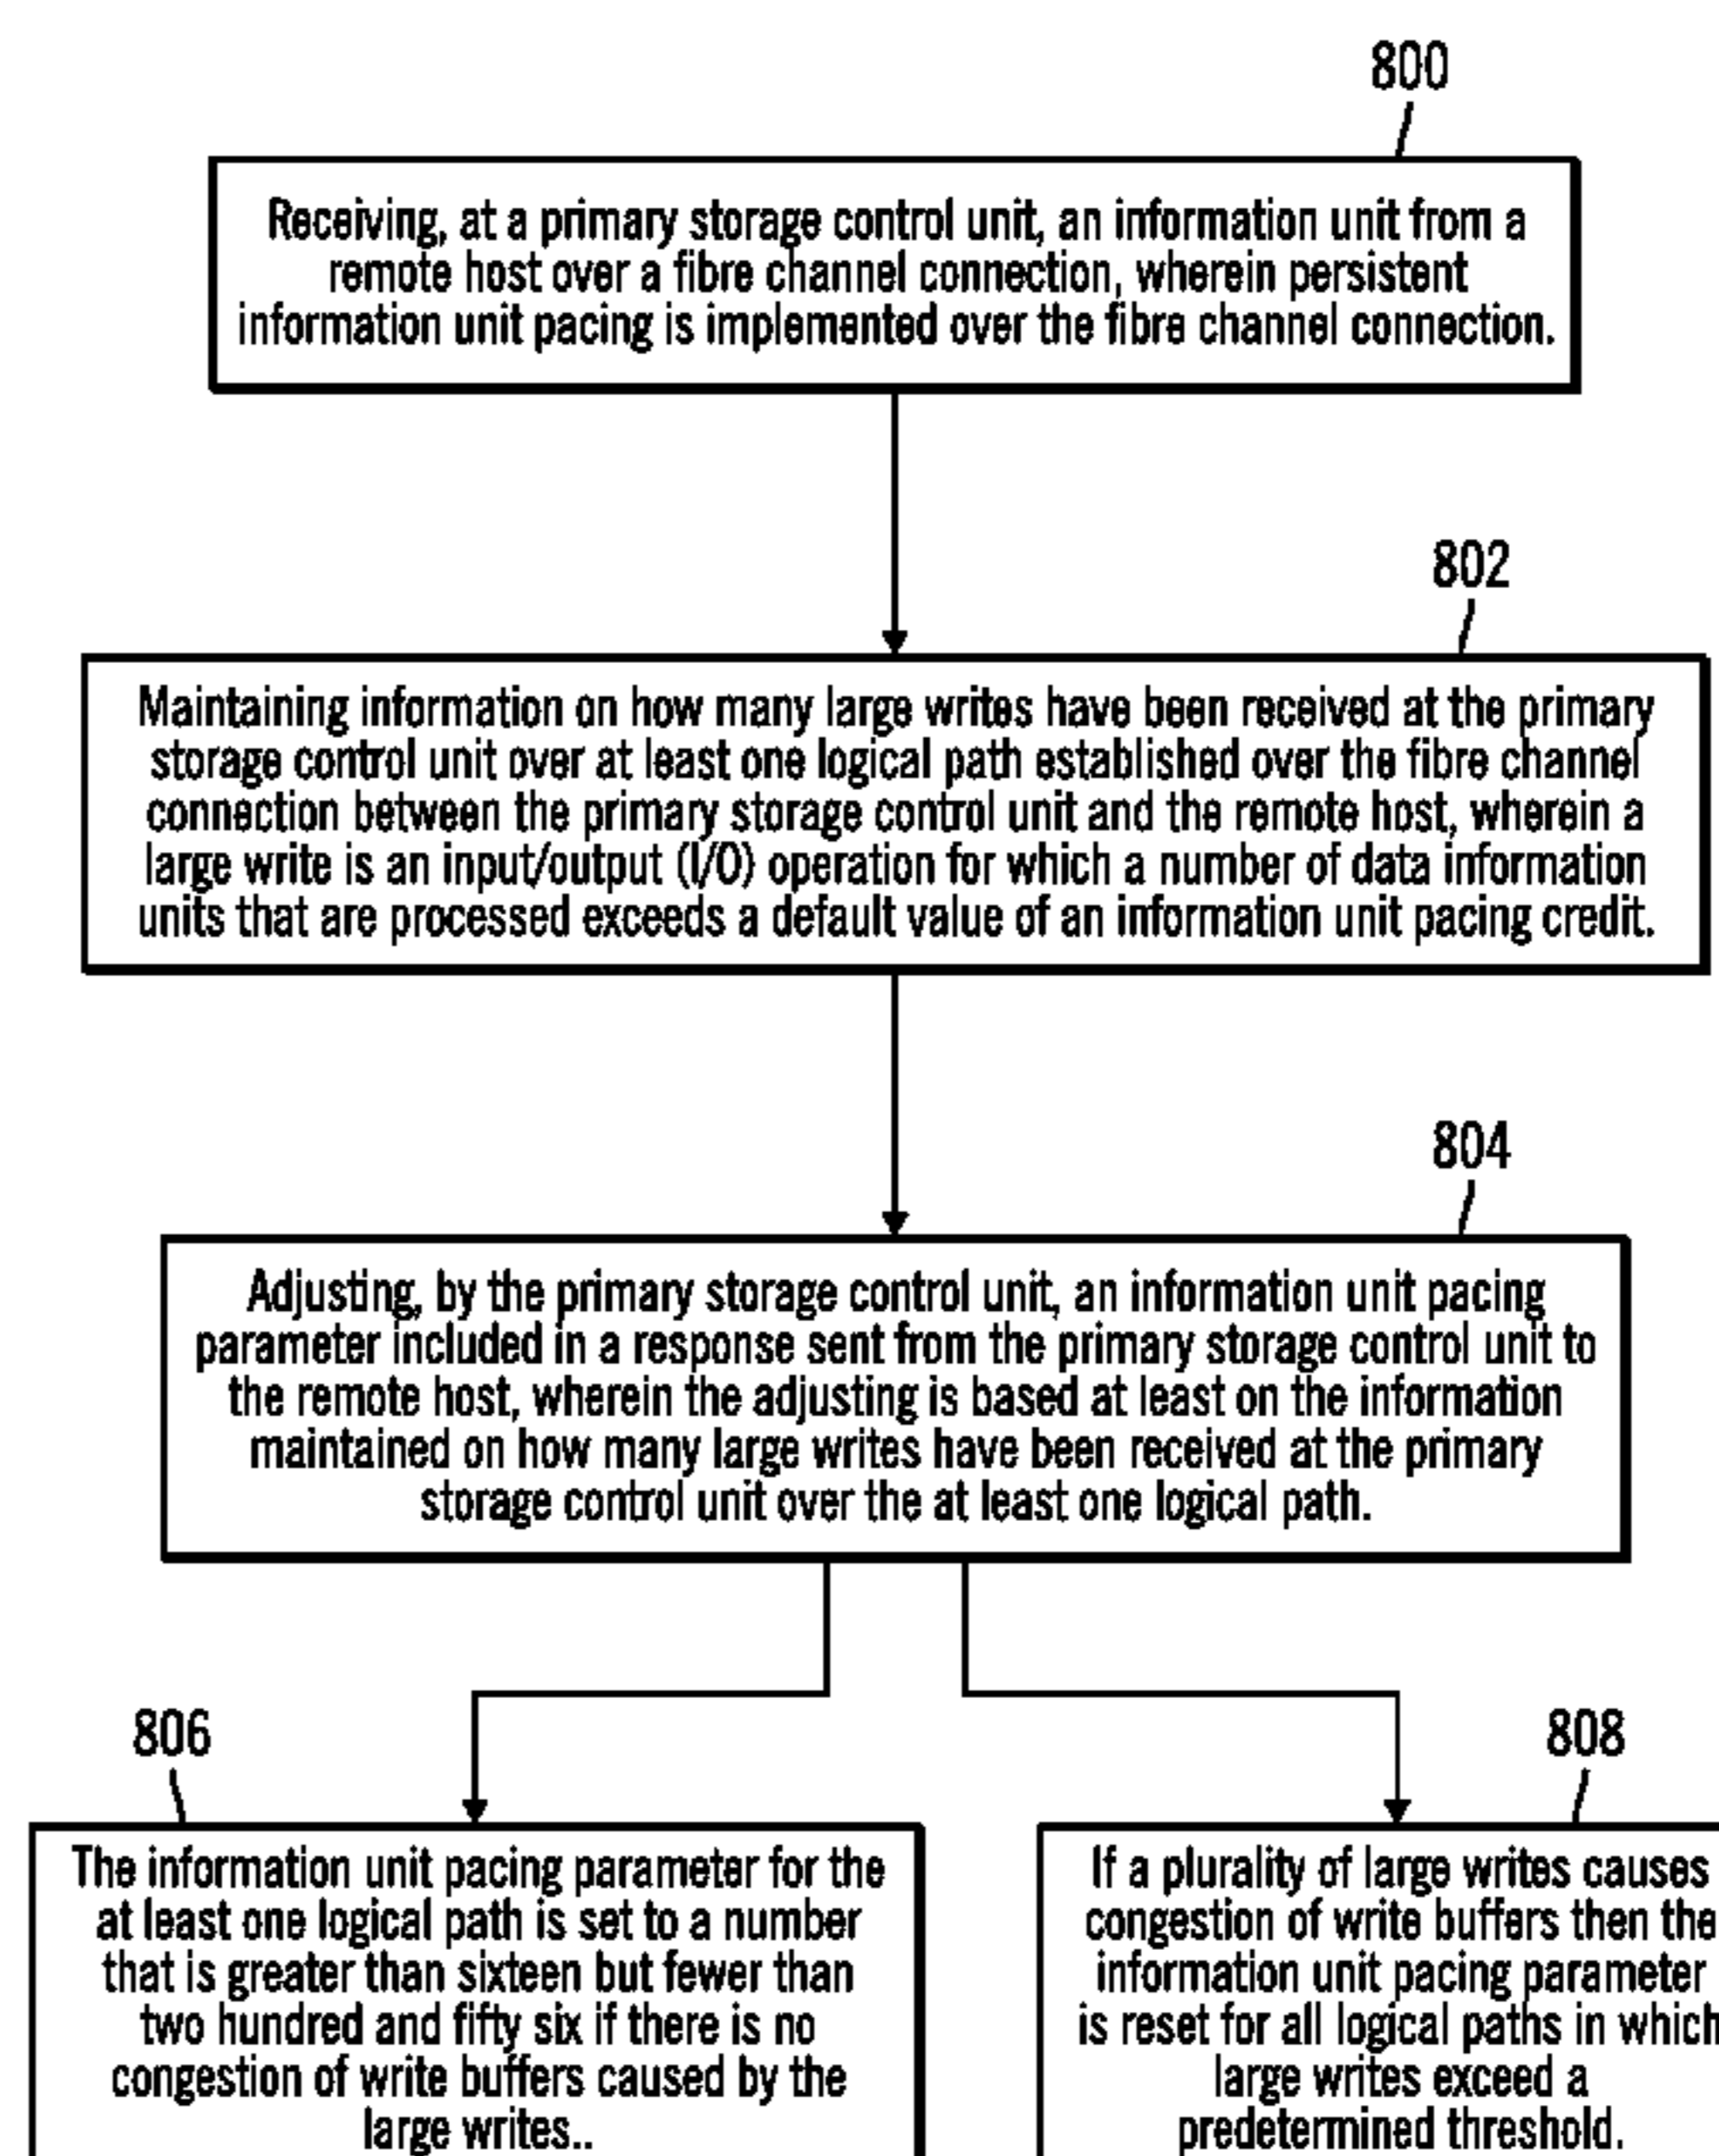 800
Receiving, at a primary storage control unit, an information unit from a
remote host over a fibre channel connection, wherein persistent
information unit pacing is implemented over the fibre channel connection.
802
Maintaining information on how many large writes have been received at the primary
storage control unit over at least one logical path established over the fibre channel
connection between the primary storage control unit and the remote host, wherein a
large write is an input/output (I/O) operation for which a number of data information
units that are processed exceeds a default value of an information unit pacing credit.
804
Adjusting, by the primary storage control unit, an information unit pacing
parameter included in a response sent from the primary storage control unit to
the remote host, wherein the adjusting is based at least on the information
maintained on how many large writes have been received at the primary
storage control unit over the at least one logical path.
806
The information unit pacing parameter for the
at least one logical path is set to a number
that is greater than sixteen but fewer than
two hundred and fifty six if there is no
congestion of write buffers caused by the
large writes..
808
If a plurality of large writes causes
congestion of write buffers then the
information unit pacing parameter
is reset for all logical paths in which
large writes exceed a
predetermined threshold.